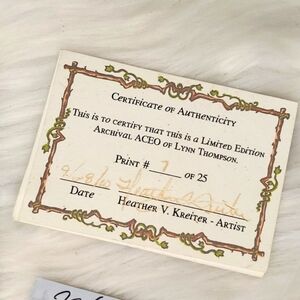 Certificate of Authenticity
This is to certify that this is a Limited Edition
Archival ACEO of Lynn Thompson.
Print # 7 of 25
Date Heather V. Kreiter - Artist